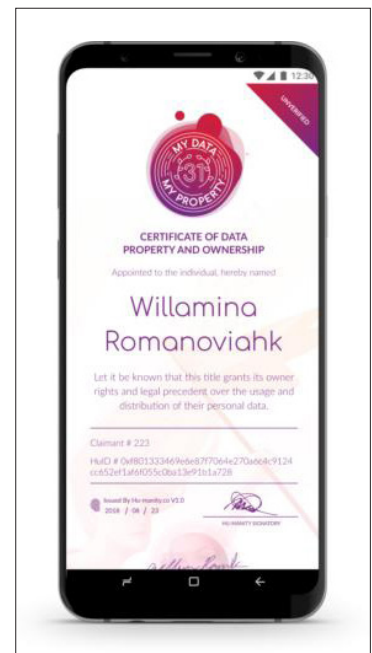 12:30
UNVERIFIED
MY DATA
31
MY PROPERTY
CERTIFICATE OF DATA
PROPERTY AND OWNERSHIP
Appointed to the individual, hereby named
Willamina
Romanoviahk
Let it be known that this title grants its owner
rights and legal precedent over the usage and
distribution of their personal data.
Claimant # 223
HuID # 0xf801333469e6e87f7064e270a6c4c9124
cc652ef1af6f055c0ba13e91b1a728
Issued By Hu-manity.co V2.0
2018 / 08 / 23
HU-MANITY SIGNATORY